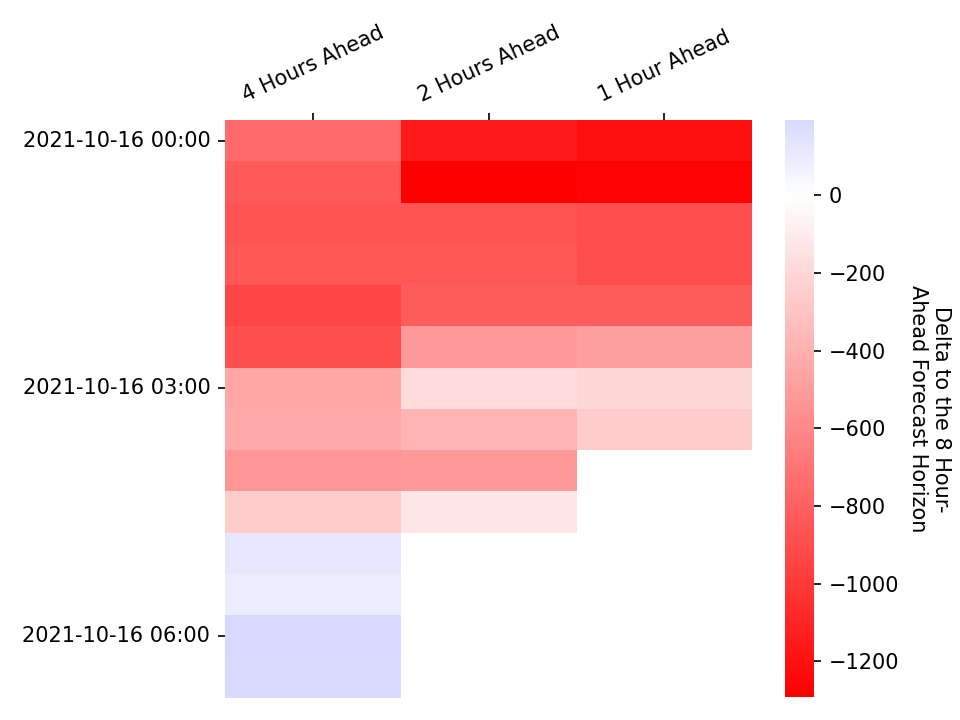 4 Hours Ahead
2 Hours Ahead
1 Hour Ahead
2021-10-16 00:00
2021-10-16 03:00
2021-10-16 06:00
0
−200
−400
−600
−800
−1000
−1200
Delta to the 8 Hour-
Ahead Forecast Horizon